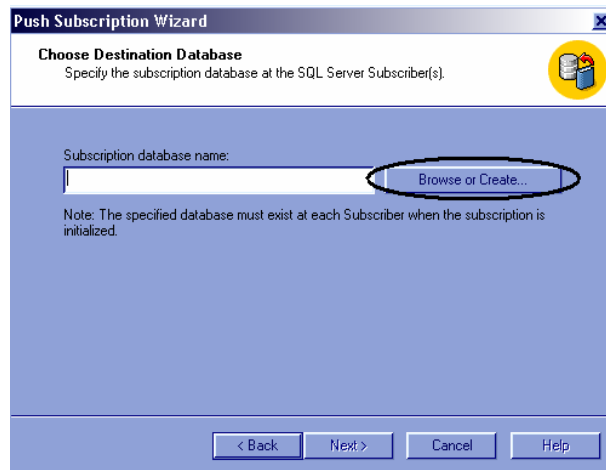 Push Subscription Wizard
Choose Destination Database
Specify the subscription database at the SQL Server Subscriber(s).
Subscription database name:
Browse or Create...
Note: The specified database must exist at each Subscriber when the subscription is
initialized.
< Back
Next >
Cancel
Help